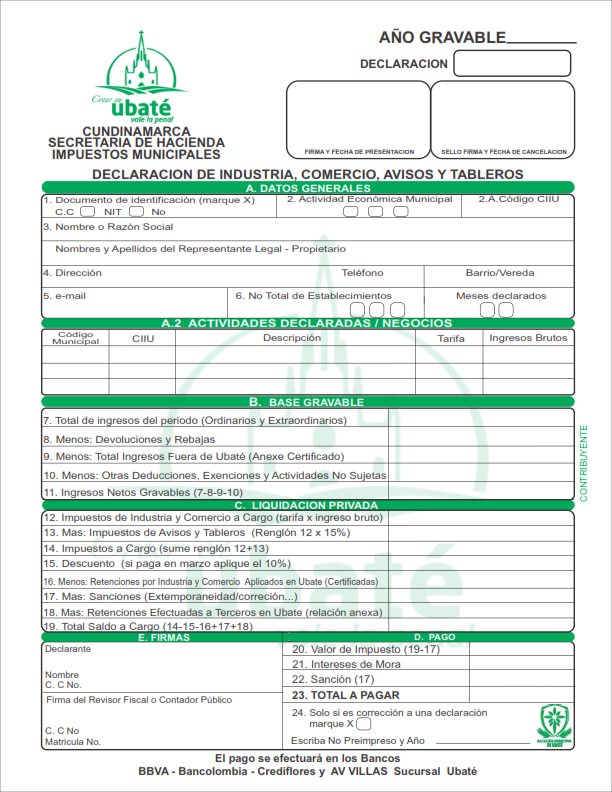 AÑO GRAVABLE
DECLARACION
Creer en
ubaté
vale la pena!
CUNDINAMARCA
SECRETARIA DE HACIENDA
IMPUESTOS MUNICIPALES
FIRMA Y FECHA DE PRESENTACION
SELLO FIRMA Y FECHA DE CANCELACION
DECLARACION DE INDUSTRIA, COMERCIO, AVISOS Y TABLEROS
A. DATOS GENERALES
1. Documento de identificación (marque X)
C.C NIT No
2. Actividad Económica Municipal
2.A.Código CIIU
3. Nombre o Razón Social
Nombres y Apellidos del Representante Legal - Propietario
4. Dirección Teléfono Barrio/Vereda
5. e-mail 6. No Total de Establecimientos Meses declarados
A.2 ACTIVIDADES DECLARADAS / NEGOCIOS
Código Municipal CIIU Descripción Tarifa Ingresos Brutos
B. BASE GRAVABLE
7. Total de ingresos del periodo (Ordinarios y Extraordinarios)
8. Menos: Devoluciones y Rebajas
9. Menos: Total Ingresos Fuera de Ubaté (Anexe Certificado)
10. Menos: Otras Deducciones, Exenciones y Actividades No Sujetas
11. Ingresos Netos Gravables (7-8-9-10)
CONTRIBUYENTE
C. LIQUIDACION PRIVADA
12. Impuestos de Industria y Comercio a Cargo (tarifa x ingreso bruto)
13. Mas: Impuestos de Avisos y Tableros (Renglón 12 x 15%)
14. Impuestos a Cargo (sume renglón 12+13)
15. Descuento (si paga en marzo aplique el 10%)
16. Menos: Retenciones por Industria y Comercio Aplicados en Ubate (Certificadas)
17. Mas: Sanciones (Extemporaneidad/correción...)
18. Mas: Retenciones Efectuadas a Terceros en Ubate (relación anexa)
19. Total Saldo a Cargo (14-15-16+17+18)
ubaté
vale la pena!
E. FIRMAS
Declarante
Nombre
C. C No.
Firma del Revisor Fiscal o Contador Público
C. C No
Matricula No.
D. PAGO
20. Valor de Impuesto (19-17)
21. Intereses de Mora
22. Sanción (17)
23. TOTAL A PAGAR
24. Solo si es corrección a una declaración
marque X
Escriba No Preimpreso y Año
El pago se efectuará en los Bancos
BBVA - Bancolombia - Crediflores y AV VILLAS Sucursal Ubaté